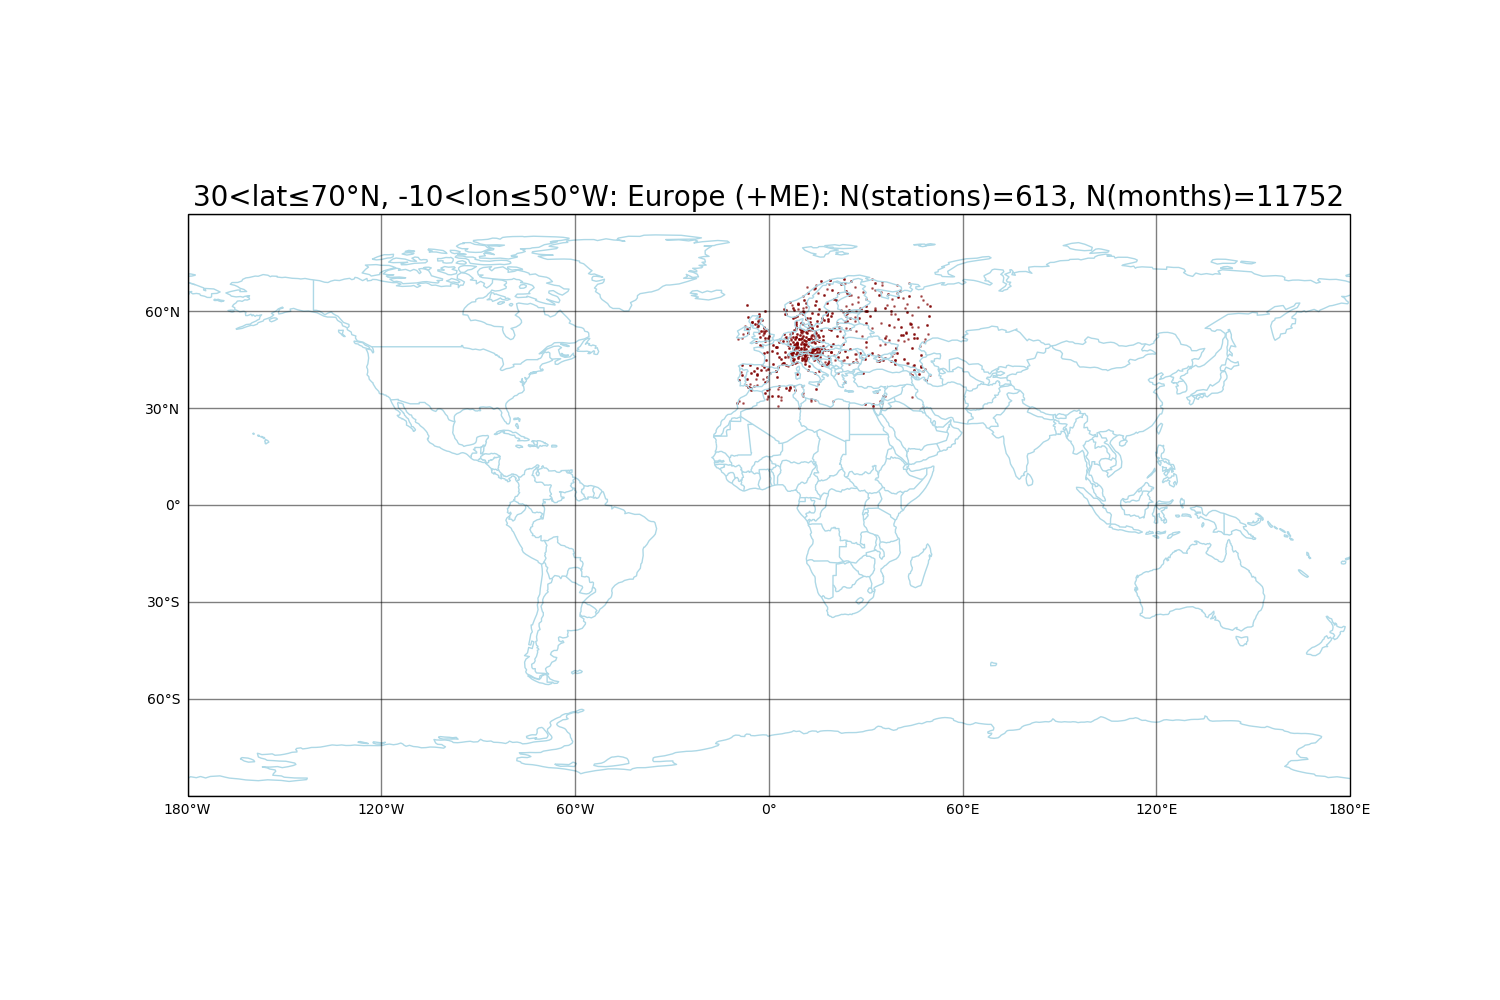 30<lat≤70°N, -10<lon≤50°W: Europe (+ME): N(stations)=613, N(months)=11752
60°N
30°N
0°
30°S
60°S
180°W 120°W 60°W 0° 60°E 120°E 180°E